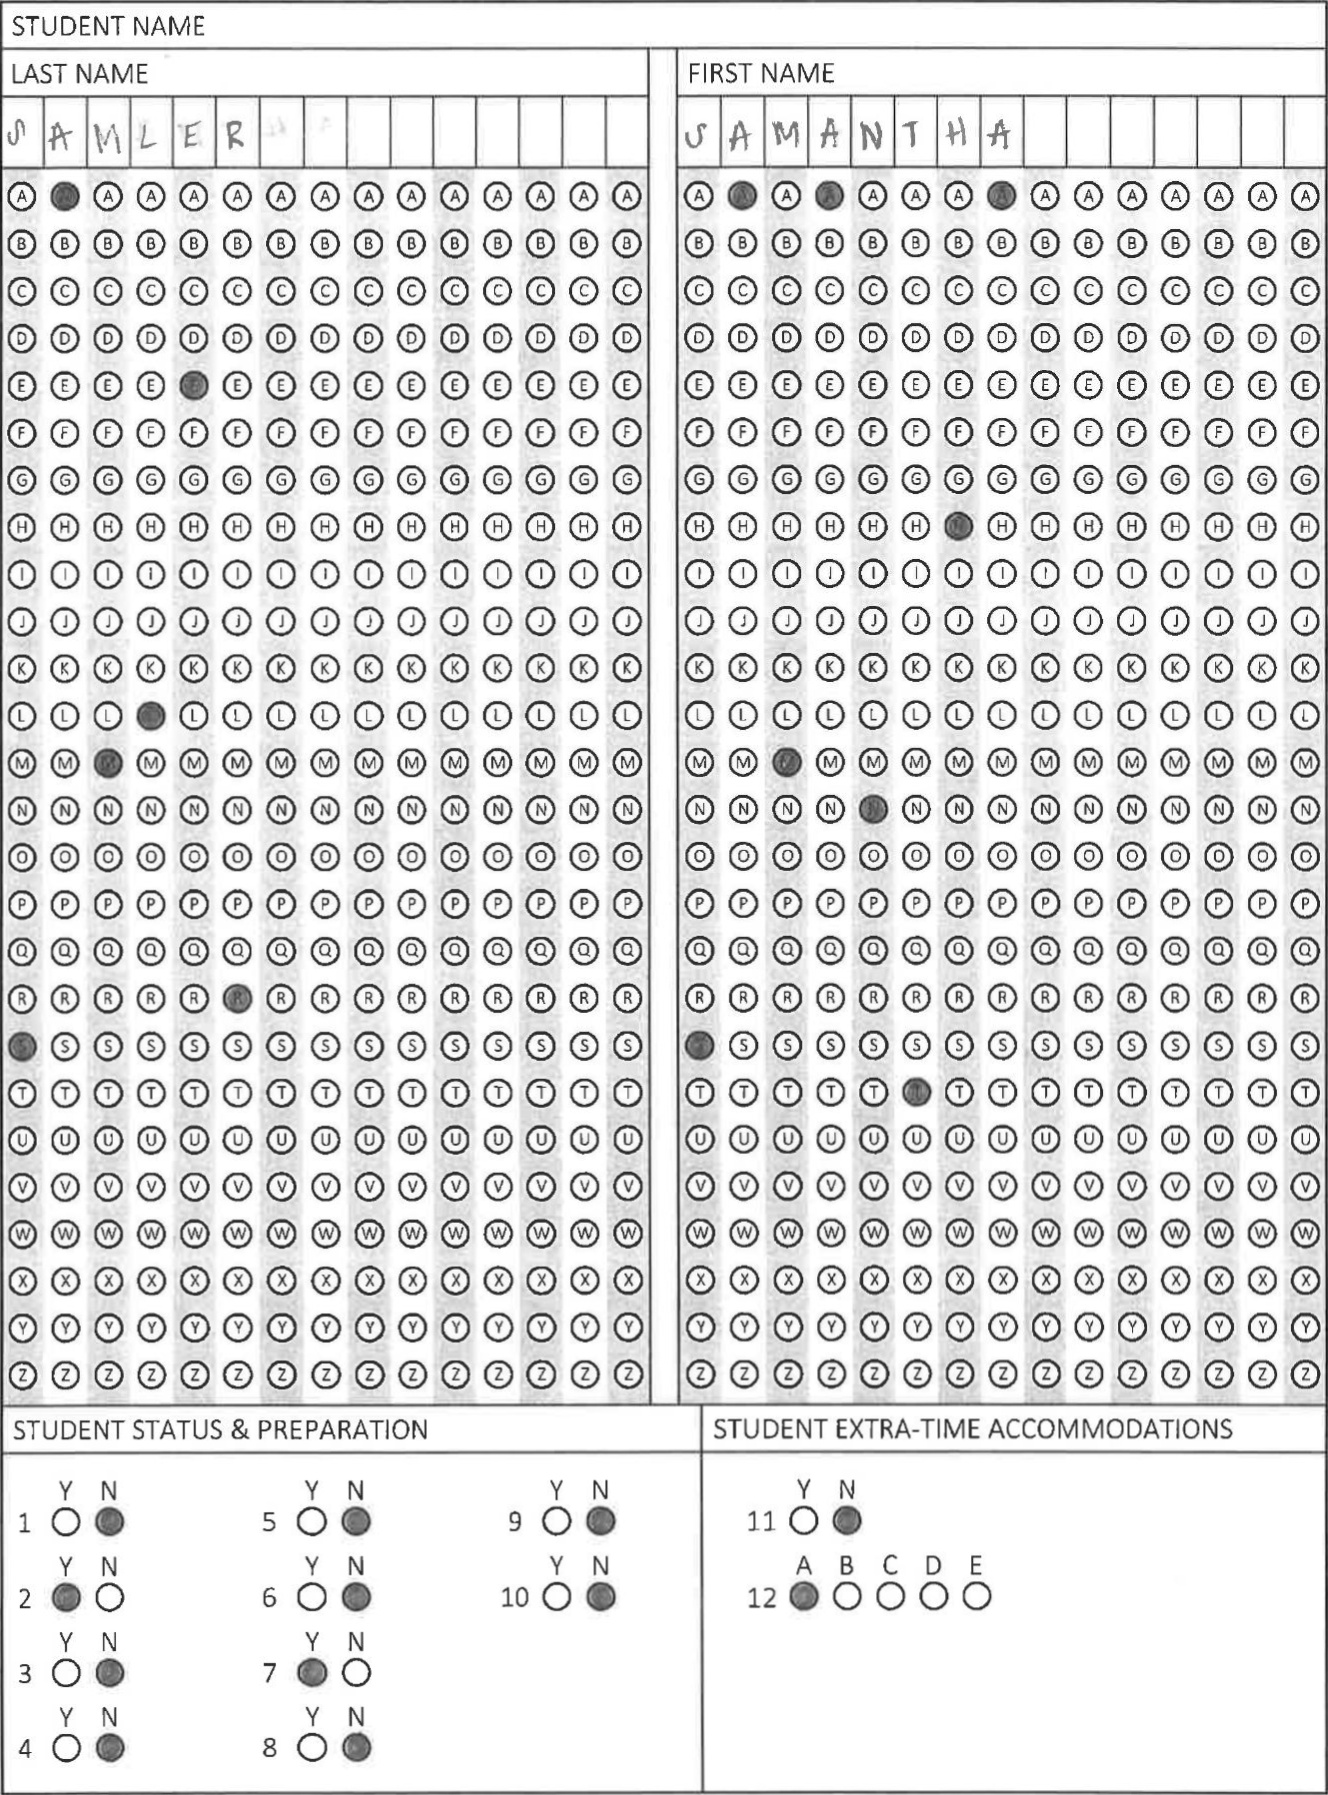 STUDENT NAME
LAST NAME FIRST NAME
SAMLER SAMANTHA
A A A A A A A A A A A A A A A A A A A A A A A A A A
B B B B B B B B B B B B B B B B B B B B B B B B B B B B B B
C C C C C C C C C C C C C C C C C C C C C C C C C C C C C C
D D D D D D D D D D D D D D D D D D D D D D D D D D D D D D
E E E E E E E E E E E E E E E E E E E E E E E E E E E E E
F F F F F F F F F F F F F F F F F F F F F F F F F F F F F F
G G G G G G G G G G G G G G G G G G G G G G G G G G G G G G
H H H H H H H H H H H H H H H H H H H H H H H H H H H H H
I I I I I I I I I I I I I I I I I I J I I I I I I I I I I I
J J J J J J J J J J J J J J J J J J J J J J J J J J J J J J
K K K K K K K K K K K K K K K K K K K K K K K K K K K K K K
L L L L L L L L L L L L L L L L L L L L L L L L L L L L L
M M M M M M M M M M M M M M M M M M M M M M M M M M M M
N N N N N N N N N N N N N N N N N N N N N N N N N N N N N N
O O O O O O O O O O O O O O O O O O O O O O O O O O O O O O
P P P P P P P P P P P P P P P P P P P P P P P P P P P P P P
Q Q Q Q Q Q Q Q Q Q Q Q Q Q Q Q Q Q Q Q Q Q Q Q Q Q Q Q Q Q
R R R R R R R R R R R R R R R R R R R R R R R R R R R R R R
S S S S S S S S S S S S S S S S S S S S S S S S S S S S
T T T T T T T T T T T T T T T T T T T T T T T T T T T T T
U U U U U U U U U U U U U U U U U U U U U U U U U U U U U U
V V V V V V V V V V V V V V V V V V V V V V V V V V V V V V
W W W W W W W W W W W W W W W W W W W W W W W W W W W W W W
X X X X X X X X X X X X X X X X X X X X X X X X X X X X X X
Y Y Y Y Y Y Y Y Y Y Y Y Y Y Y Y Y Y Y Y Y Y Y Y Y Y Y Y Y Y
Z Z Z Z Z Z Z Z Z Z Z Z Z Z Z Z Z Z Z Z Z Z Z Z Z Z Z Z Z Z
STUDENT STATUS & PREPARATION STUDENT EXTRA-TIME ACCOMMODATIONS
Y N Y N Y N Y N
1 5 9 11
Y N Y N Y N A B C D E
2 6 10 12
Y N Y N
3 7
Y N Y N
4 8